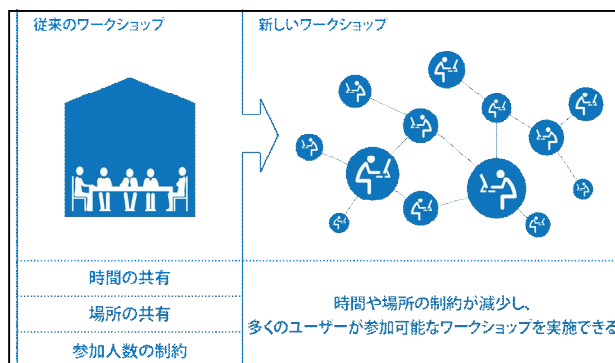 従来のワークショップ
新しいワークショップ
時間の共有
場所の共有
参加人数の制約
時間や場所の制約が減少し、
多くのユーザーが参加可能なワークショップを実施できる